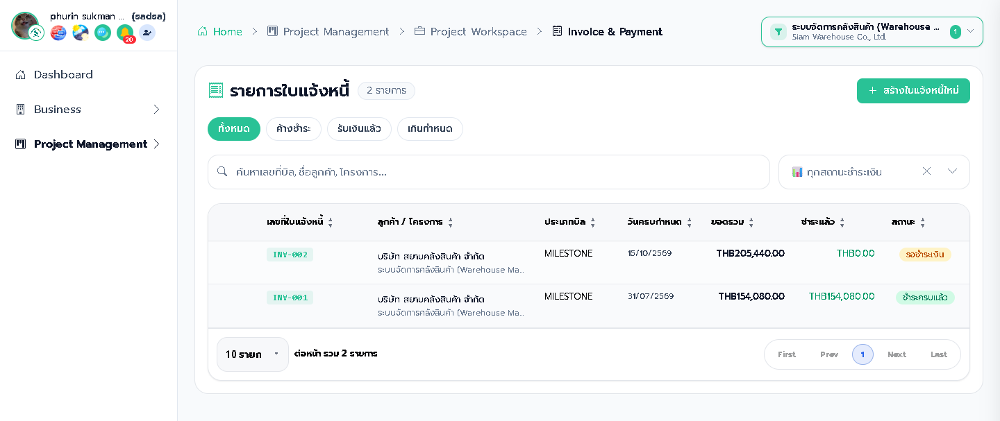 phurin sukman ... (sadsa)
20
Dashboard
Business
Project Management
Home > Project Management > Project Workspace > Invoice & Payment
ระบบจัดการคลังสินค้า (Warehouse ...
Siam Warehouse Co., Ltd.
1
รายการใบแจ้งหนี้ 2 รายการ
+ สร้างใบแจ้งหนี้ใหม่
ทั้งหมด ค้างชำระ รับเงินแล้ว เกินกำหนด
ค้นหาเลขที่บิล, ชื่อลูกค้า, โครงการ...
ทุกสถานะชำระเงิน
เลขที่ใบแจ้งหนี้ ลูกค้า / โครงการ ประเภทบิล วันครบกำหนด ยอดรวม ชำระแล้ว สถานะ
INV-002 บริษัท สยามคลังสินค้า จำกัด MILESTONE 15/10/2569 THB205,440.00 THB0.00 รอชำระเงิน
ระบบจัดการคลังสินค้า (Warehouse Ma...
INV-001 บริษัท สยามคลังสินค้า จำกัด MILESTONE 31/07/2569 THB154,080.00 THB154,080.00 ชำระครบแล้ว
ระบบจัดการคลังสินค้า (Warehouse Ma...
10 รายก ต่อหน้า รวม 2 รายการ
First Prev 1 Next Last